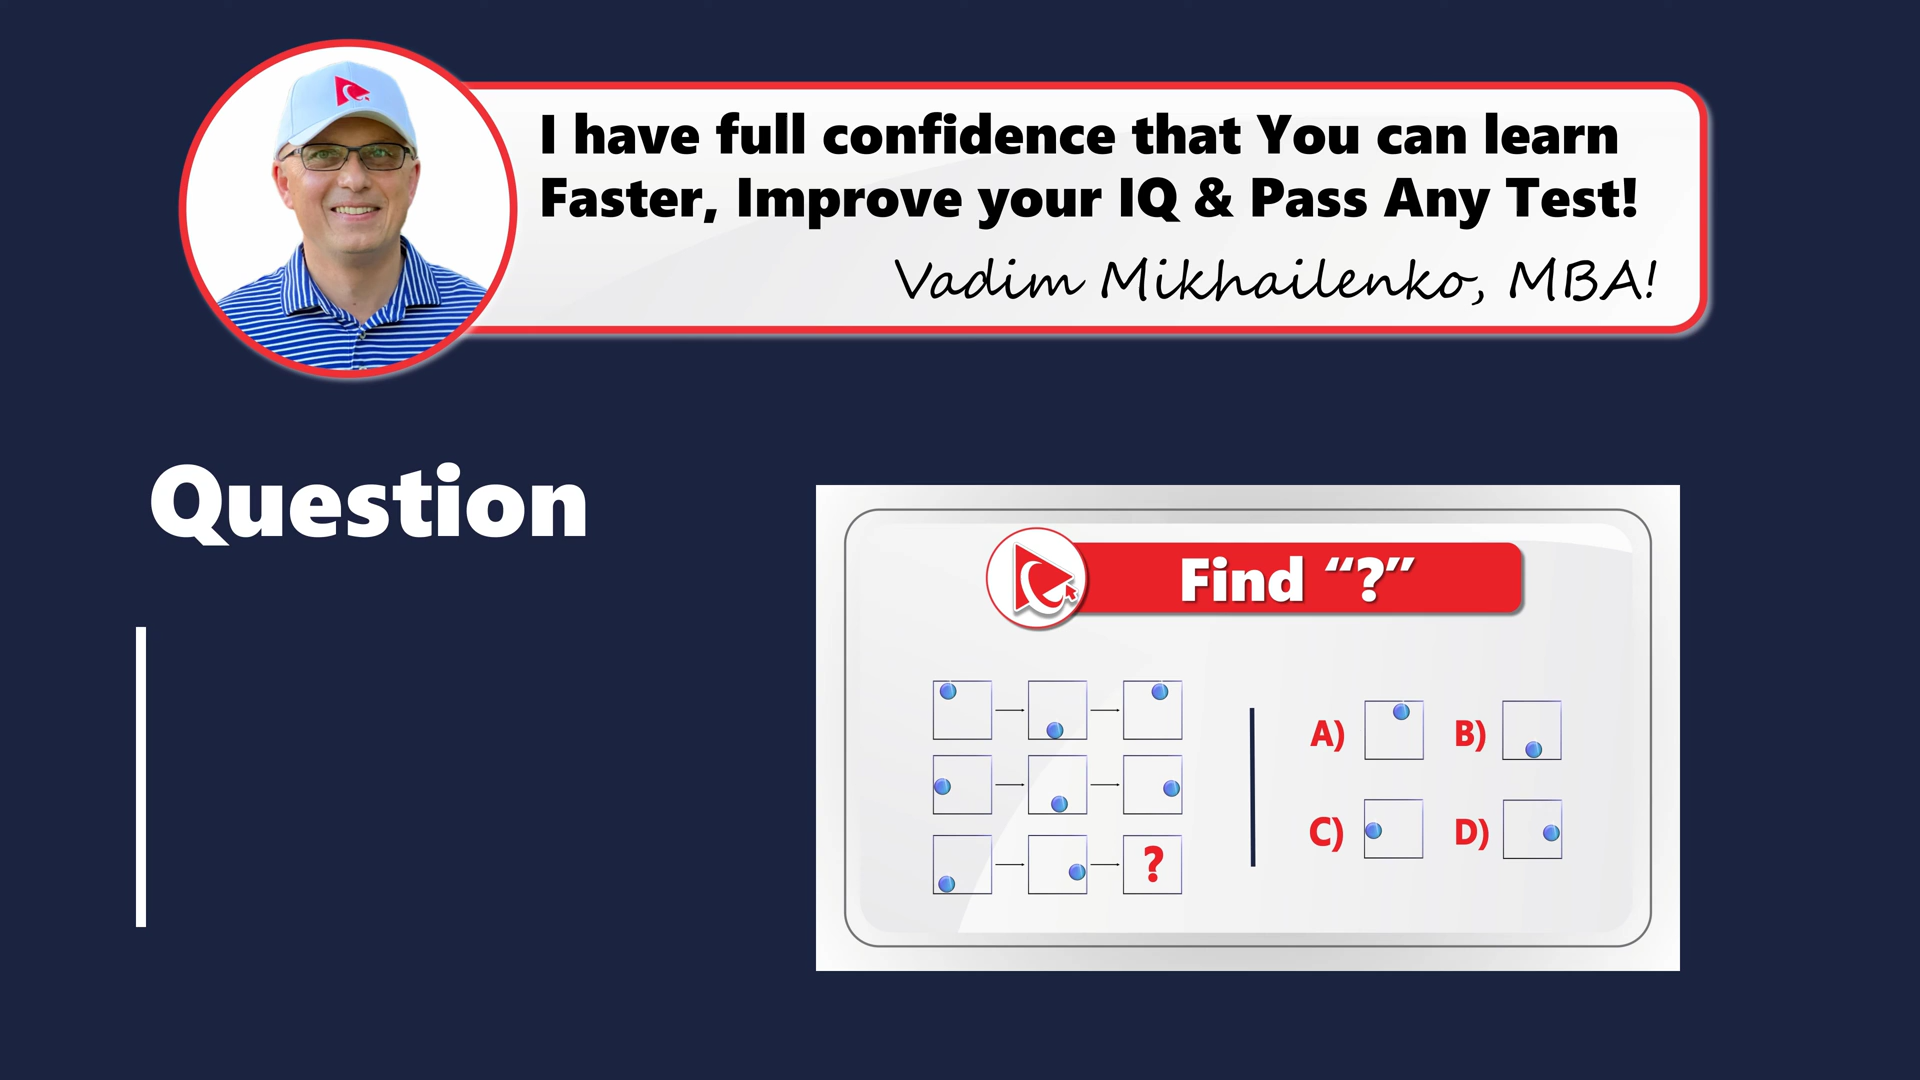 I have full confidence that You can learn
Faster, Improve your IQ & Pass Any Test!
Vadim Mikhailenko, MBA!
Question
Find “?”
A)
B)
?
C)
D)